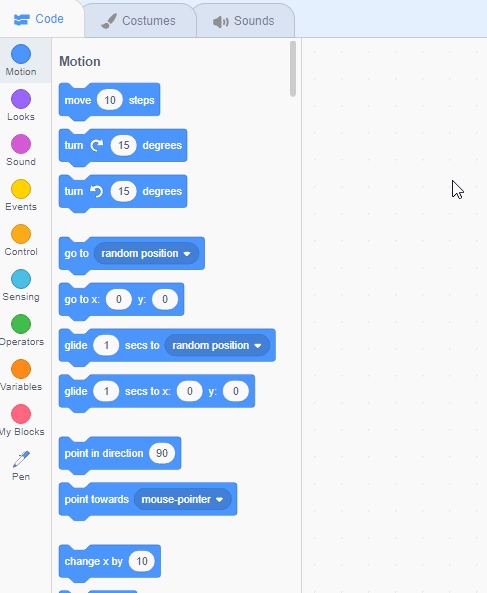 Code
Costumes
Sounds
Motion
Looks
Sound
Events
Control
Sensing
Operators
Variables
My Blocks
Pen
Motion
move 10 steps
turn 15 degrees
turn 15 degrees
go to random position
go to x: 0 y: 0
glide 1 secs to random position
glide 1 secs to x: 0 y: 0
point in direction 90
point towards mouse-pointer
change x by 10